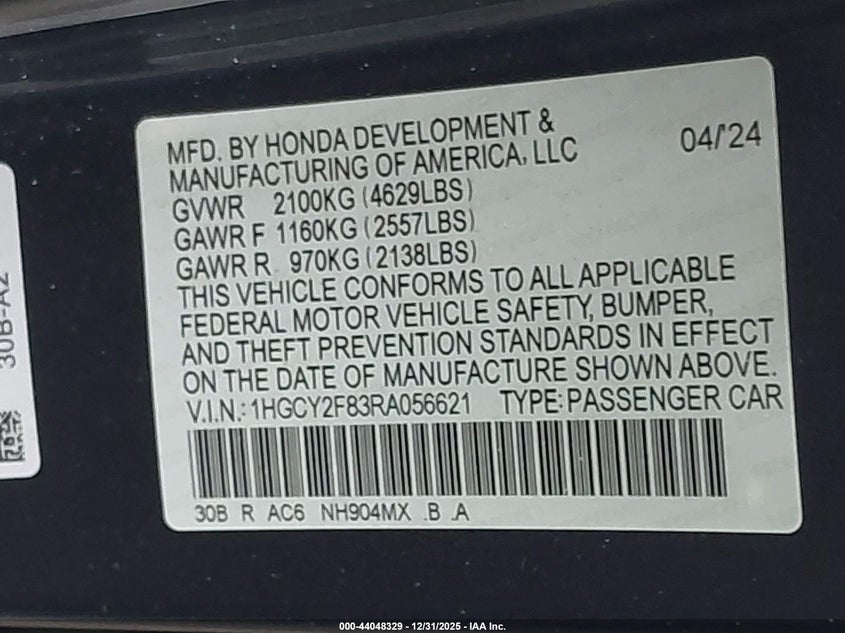 MFD. BY HONDA DEVELOPMENT &
MANUFACTURING OF AMERICA, LLC
04/24
GVWR 2100KG (4629LBS)
GAWR F 1160KG (2557LBS)
GAWR R 970KG (2138LBS)
THIS VEHICLE CONFORMS TO ALL APPLICABLE
FEDERAL MOTOR VEHICLE SAFETY, BUMPER,
AND THEFT PREVENTION STANDARDS IN EFFECT
ON THE DATE OF MANUFACTURE SHOWN ABOVE.
V.I.N.: 1HGCY2F83RA056621 TYPE: PASSENGER CAR
30B R AC6 NH904MX .B .A
30B-A2
000-44048329 - 12/31/2025 - IAA Inc.